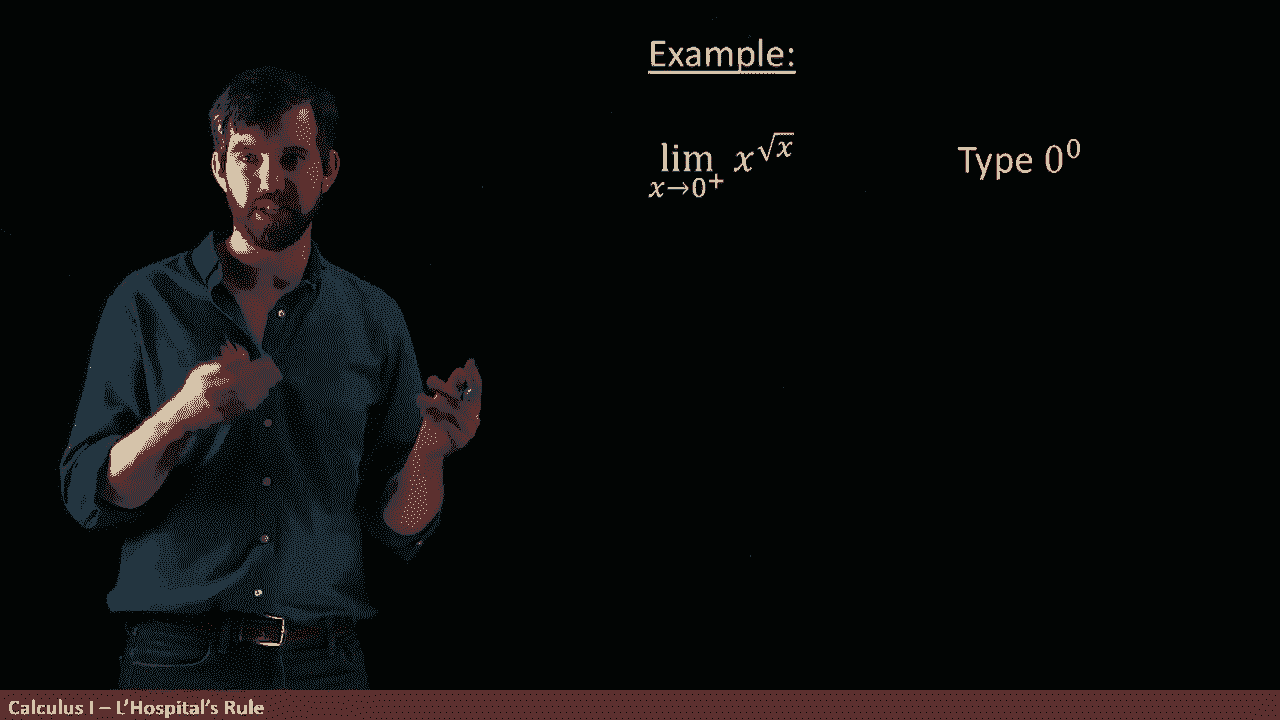 Example:
lim x→0⁺ x^√x    Type 0⁰
Calculus I – L'Hospital's Rule